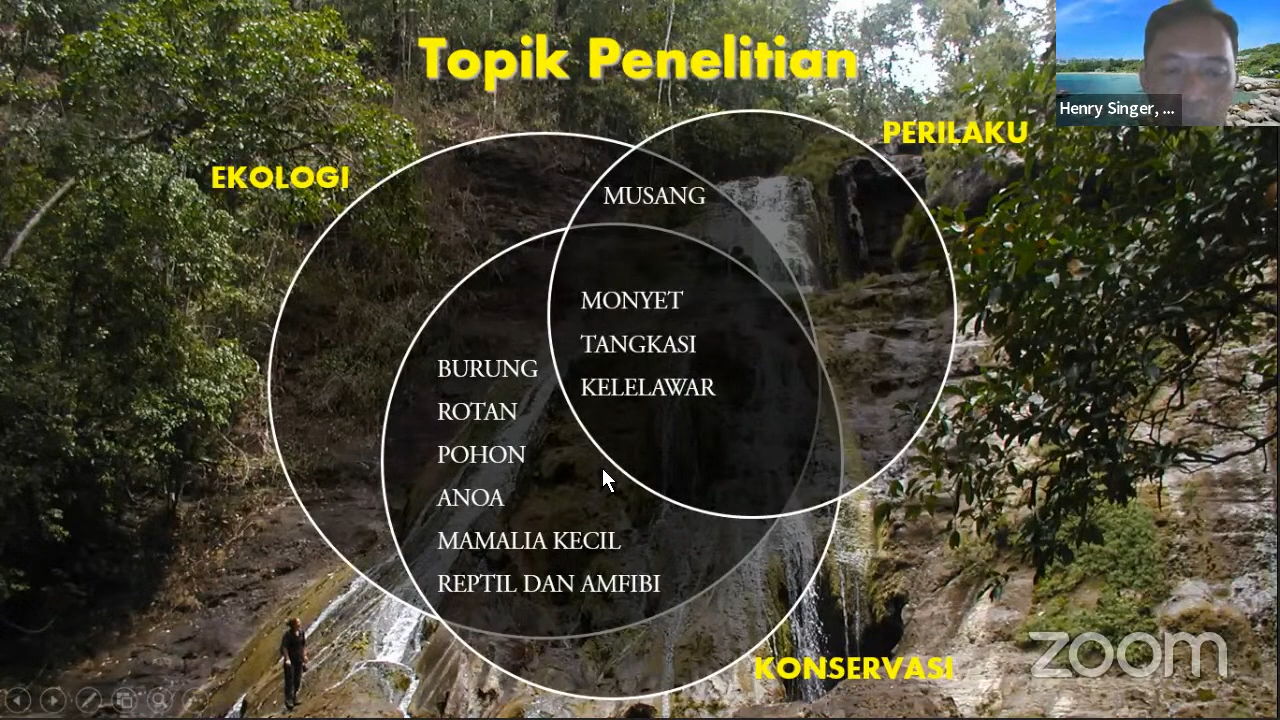 Topik Penelitian
Henry Singer, ...
PERILAKU
EKOLOGI
MUSANG
MONYET
TANGKASI
KELELAWAR
BURUNG
ROTAN
POHON
ANOA
MAMALIA KECIL
REPTIL DAN AMFIBI
KONSERVASI
zoom